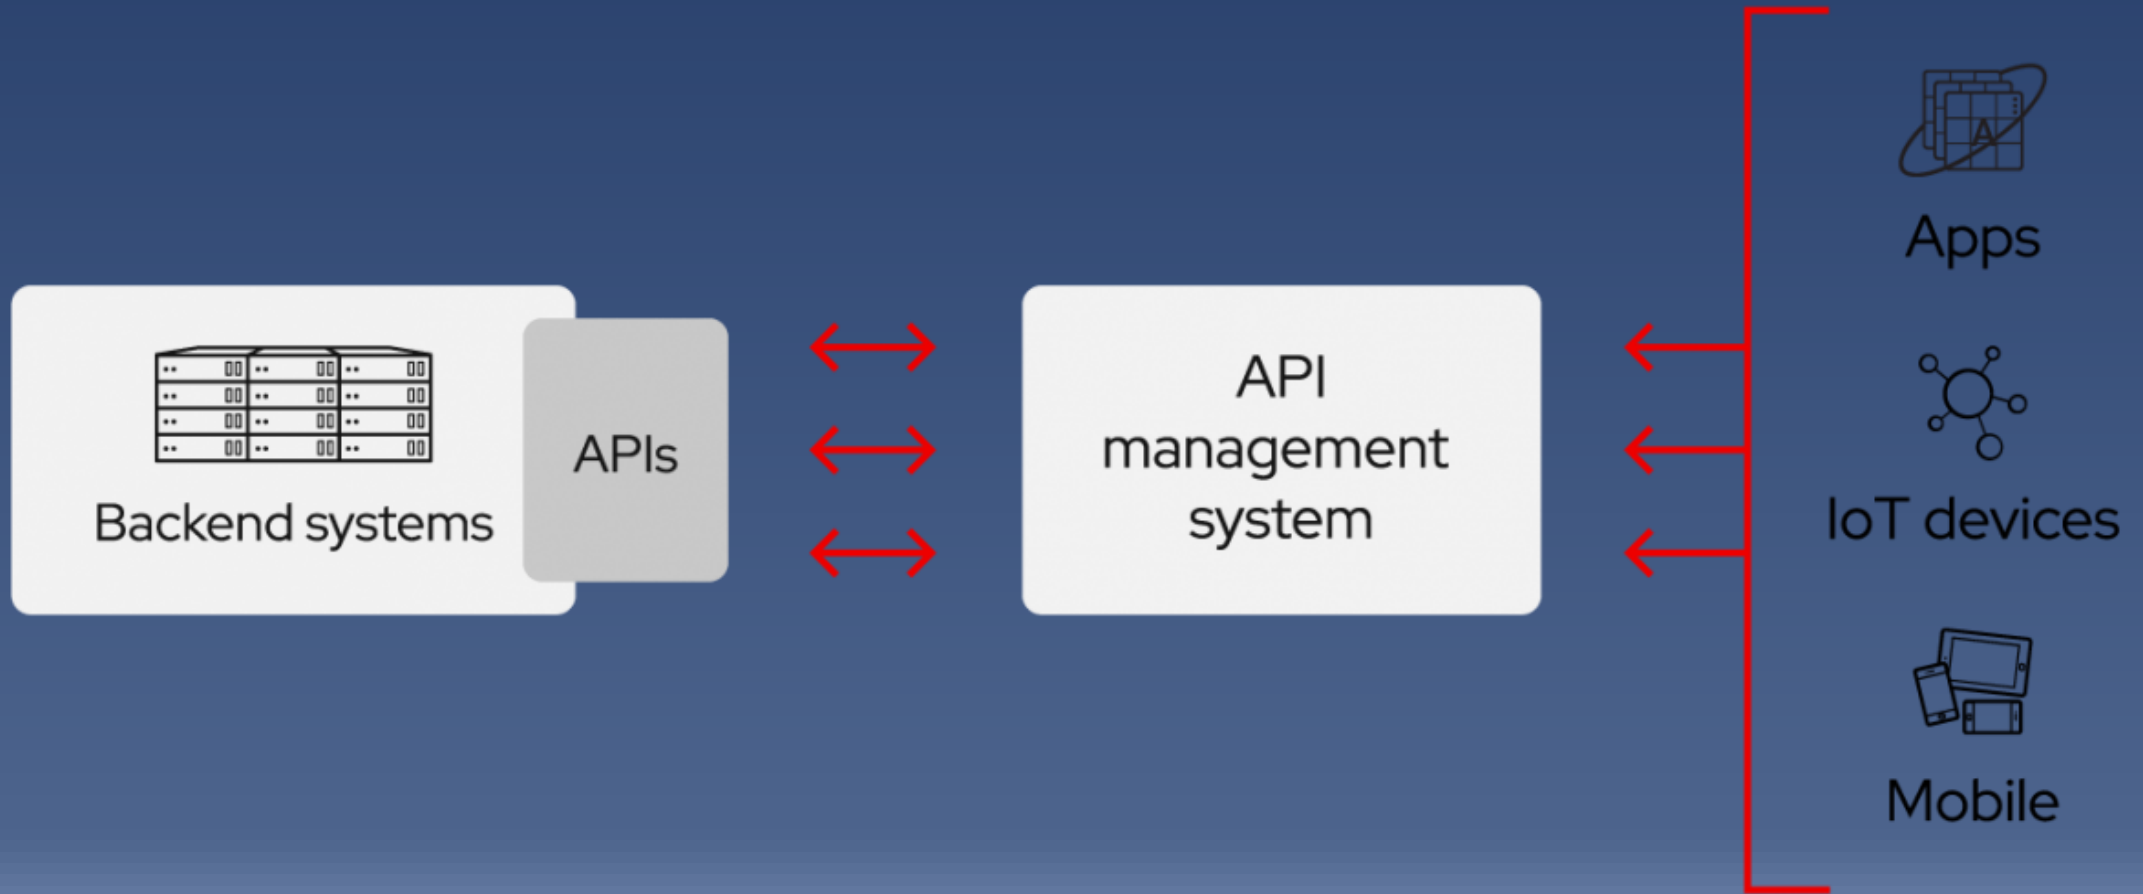 Backend systems
APIs
API
management
system
A
Apps
IoT devices
Mobile